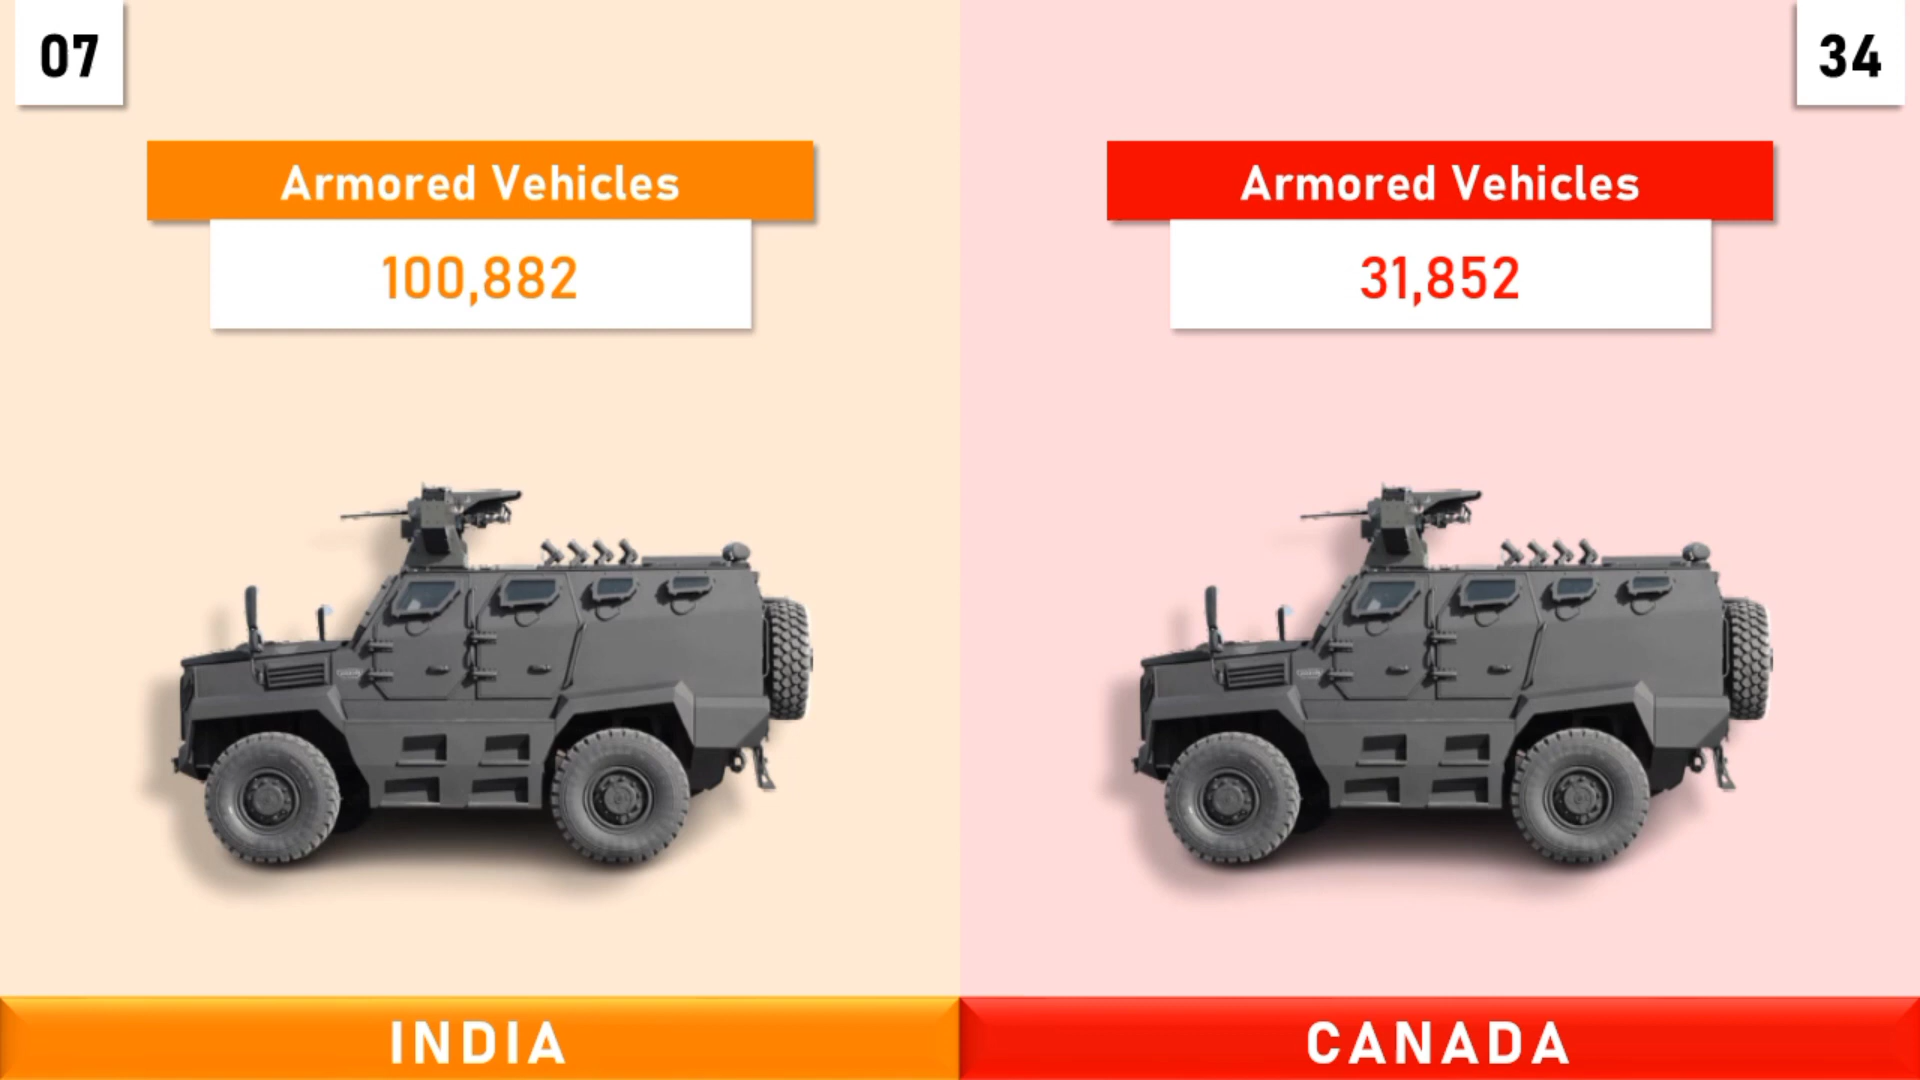 07
Armored Vehicles
100,882
INDIA
34
Armored Vehicles
31,852
CANADA